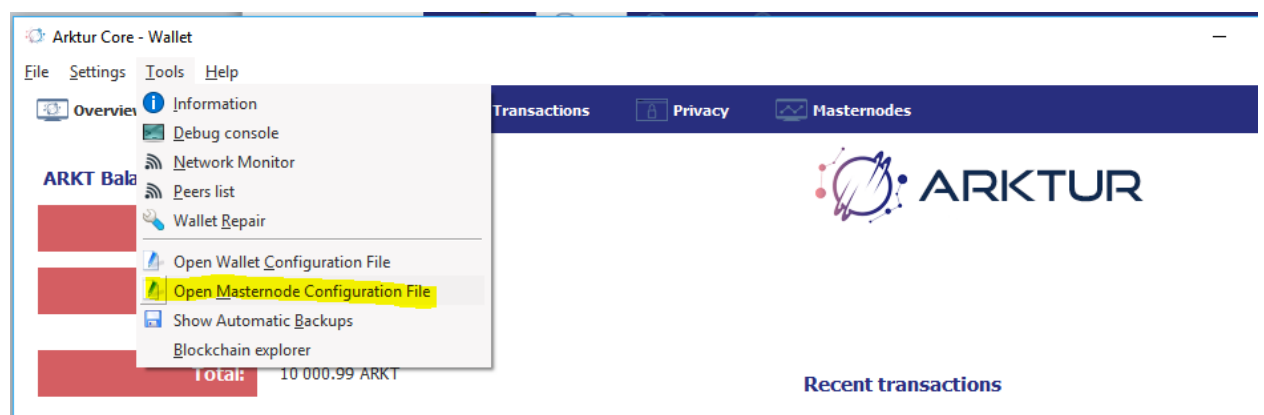 Arktur Core - Wallet
File Settings Tools Help
Overview Transactions Privacy Masternodes
Information
Debug console
Network Monitor
Peers list
Wallet Repair
Open Wallet Configuration File
Open Masternode Configuration File
Show Automatic Backups
Blockchain explorer
ARKT Bala
ARKTUR
Total: 10 000.99 ARKT
Recent transactions